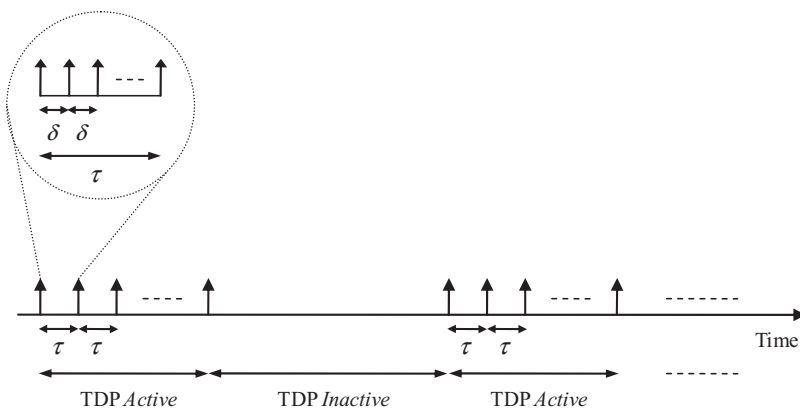 δ δ
τ
τ τ
τ τ
Time
TDP Active
TDP Inactive
TDP Active